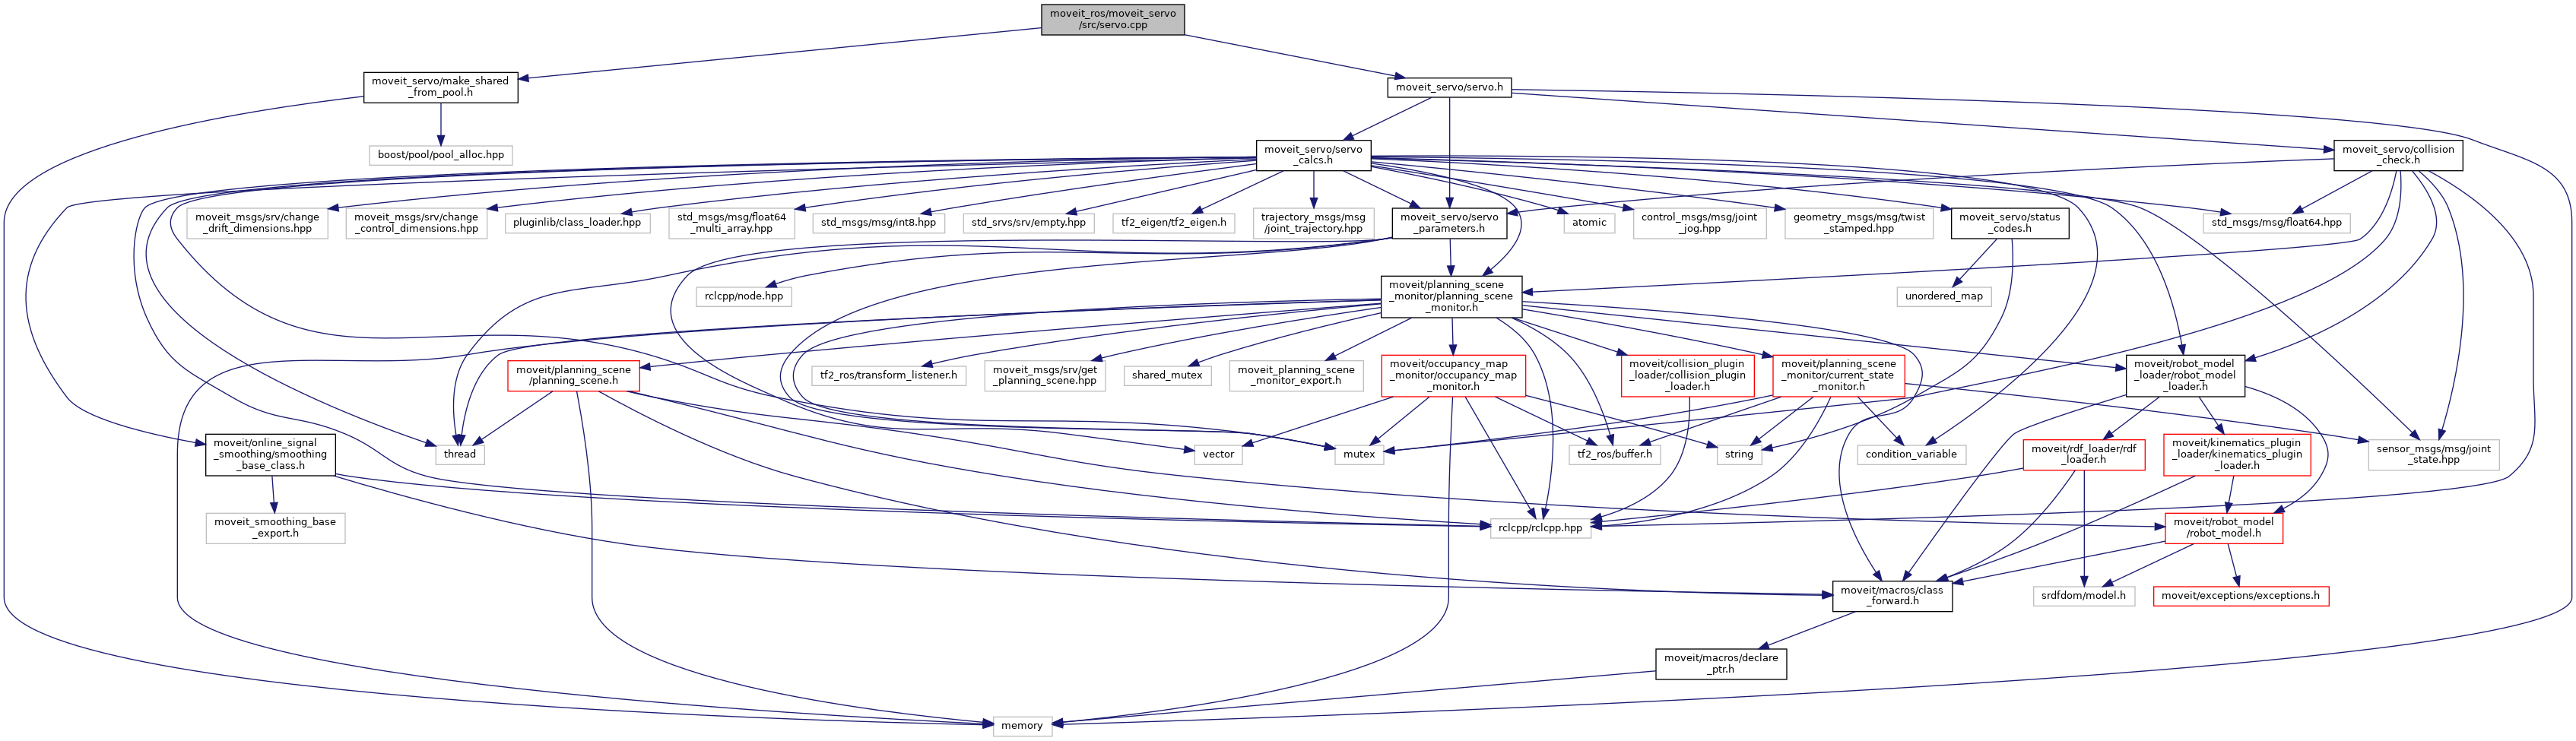 moveit_ros/moveit_servo
/src/servo.cpp
moveit_servo/make_shared
_from_pool.h
moveit_servo/servo.h
boost/pool/pool_alloc.hpp
moveit_servo/servo
_calcs.h
moveit_servo/collision
_check.h
moveit_msgs/srv/change
_drift_dimensions.hpp
moveit_msgs/srv/change
_control_dimensions.hpp
pluginlib/class_loader.hpp
std_msgs/msg/float64
_multi_array.hpp
std_msgs/msg/int8.hpp
std_srvs/srv/empty.hpp
tf2_eigen/tf2_eigen.h
trajectory_msgs/msg
/joint_trajectory.hpp
moveit_servo/servo
_parameters.h
atomic
control_msgs/msg/joint
_jog.hpp
geometry_msgs/msg/twist
_stamped.hpp
moveit_servo/status
_codes.h
std_msgs/msg/float64.hpp
rclcpp/node.hpp
moveit/planning_scene
_monitor/planning_scene
_monitor.h
unordered_map
moveit/planning_scene
/planning_scene.h
tf2_ros/transform_listener.h
moveit_msgs/srv/get
_planning_scene.hpp
shared_mutex
moveit_planning_scene
_monitor_export.h
moveit/occupancy_map
_monitor/occupancy_map
_monitor.h
moveit/collision_plugin
_loader/collision_plugin
_loader.h
moveit/planning_scene
_monitor/current_state
_monitor.h
moveit/robot_model
_loader/robot_model
_loader.h
moveit/online_signal
_smoothing/smoothing
_base_class.h
thread
vector
mutex
tf2_ros/buffer.h
string
condition_variable
moveit/rdf_loader/rdf
_loader.h
moveit/kinematics_plugin
_loader/kinematics_plugin
_loader.h
sensor_msgs/msg/joint
_state.hpp
moveit_smoothing_base
_export.h
rclcpp/rclcpp.hpp
moveit/robot_model
/robot_model.h
moveit/macros/class
_forward.h
srdfdom/model.h
moveit/exceptions/exceptions.h
moveit/macros/declare
_ptr.h
memory